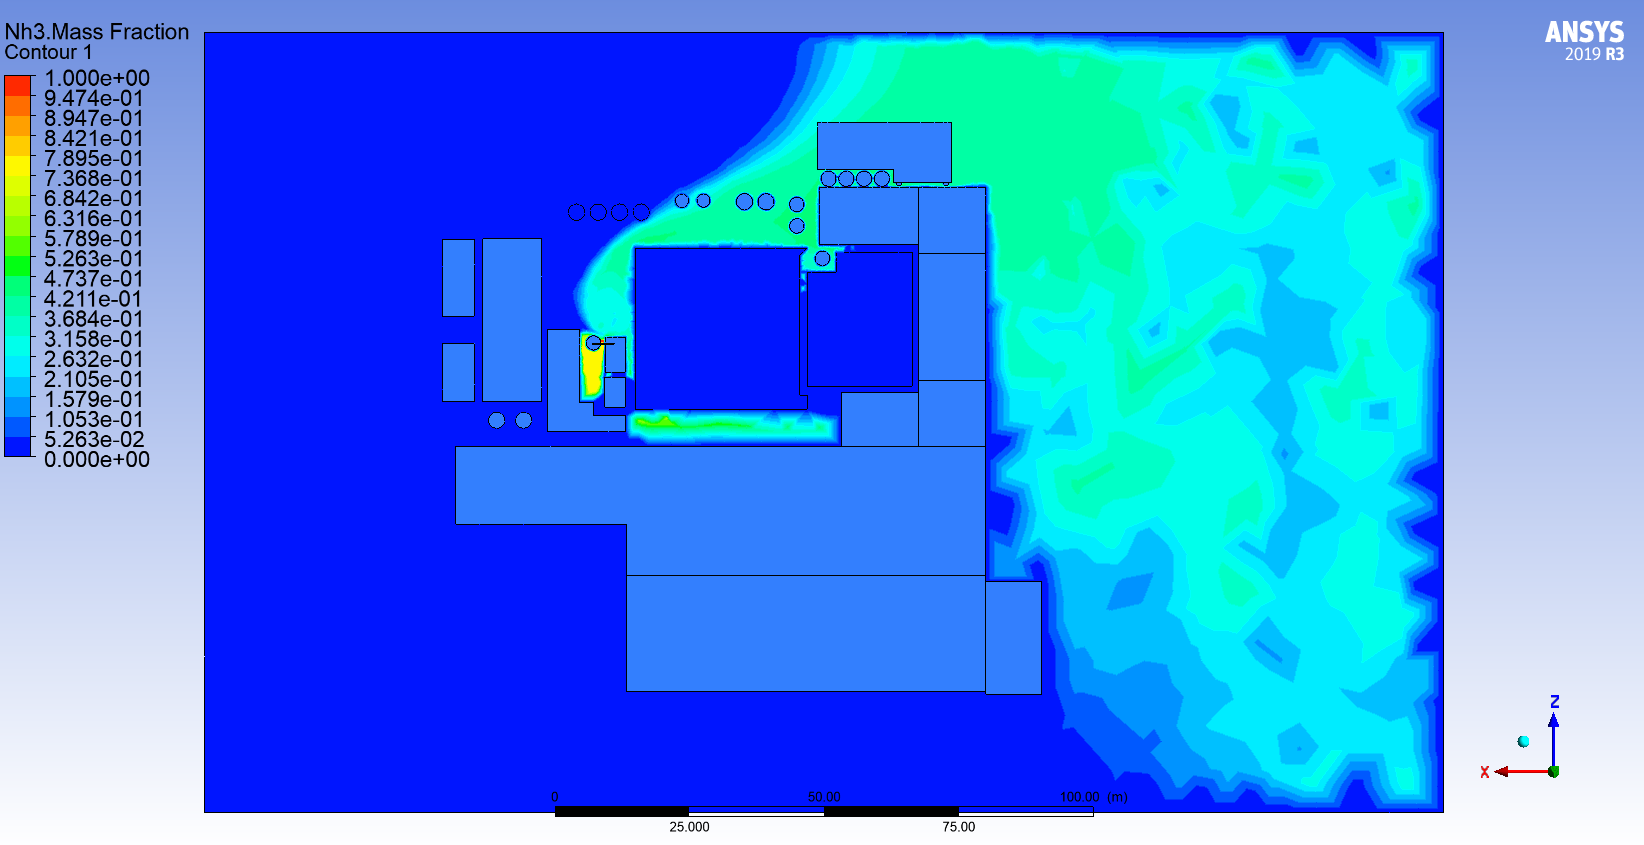 Nh3.Mass Fraction
Contour 1
1.000e+00
9.474e-01
8.947e-01
8.421e-01
7.895e-01
7.368e-01
6.842e-01
6.316e-01
5.789e-01
5.263e-01
4.737e-01
4.211e-01
3.684e-01
3.158e-01
2.632e-01
2.105e-01
1.579e-01
1.053e-01
5.263e-02
0.000e+00
ANSYS
2019 R3
Z
X
0 50.00 100.00 (m)
25.000 75.00